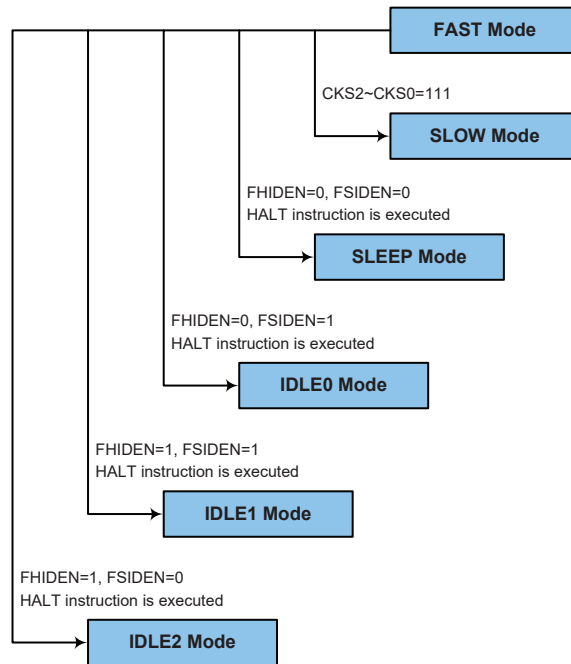 FAST Mode
CKS2~CKS0=111
SLOW Mode
FHIDEN=0, FSIDEN=0
HALT instruction is executed
SLEEP Mode
FHIDEN=0, FSIDEN=1
HALT instruction is executed
IDLE0 Mode
FHIDEN=1, FSIDEN=1
HALT instruction is executed
IDLE1 Mode
FHIDEN=1, FSIDEN=0
HALT instruction is executed
IDLE2 Mode